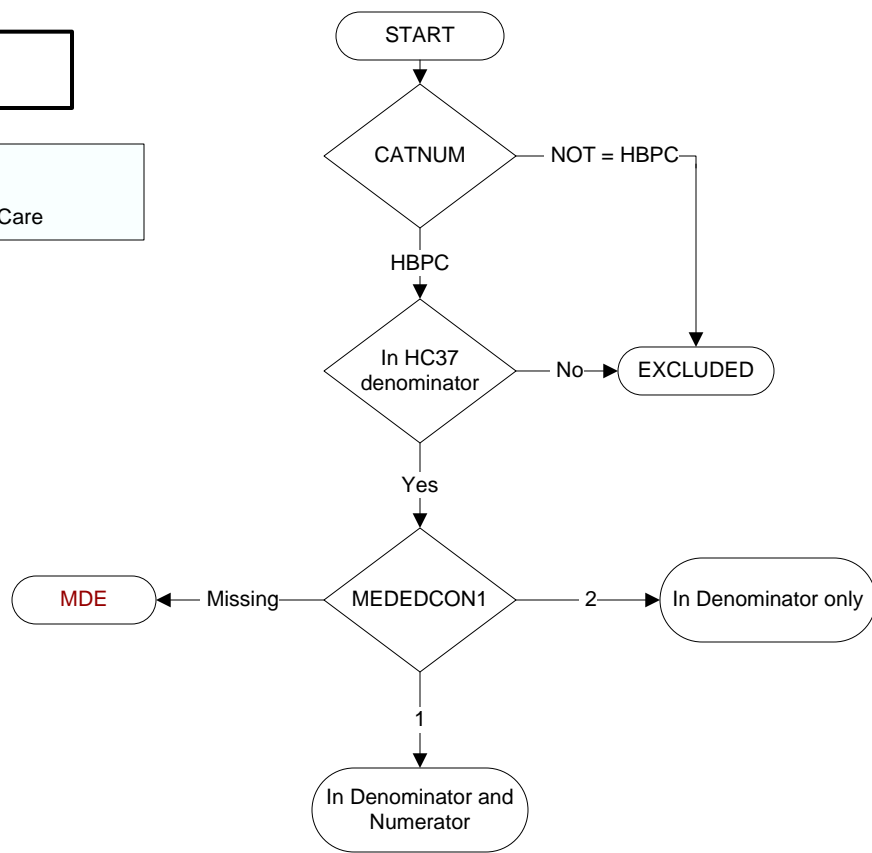 START
CATNUM
NOT = HBPC
Care
HBPC
In HC37
denominator
No
EXCLUDED
Yes
MDE
Missing
MEDEDCON1
2
In Denominator only
1
In Denominator and
Numerator